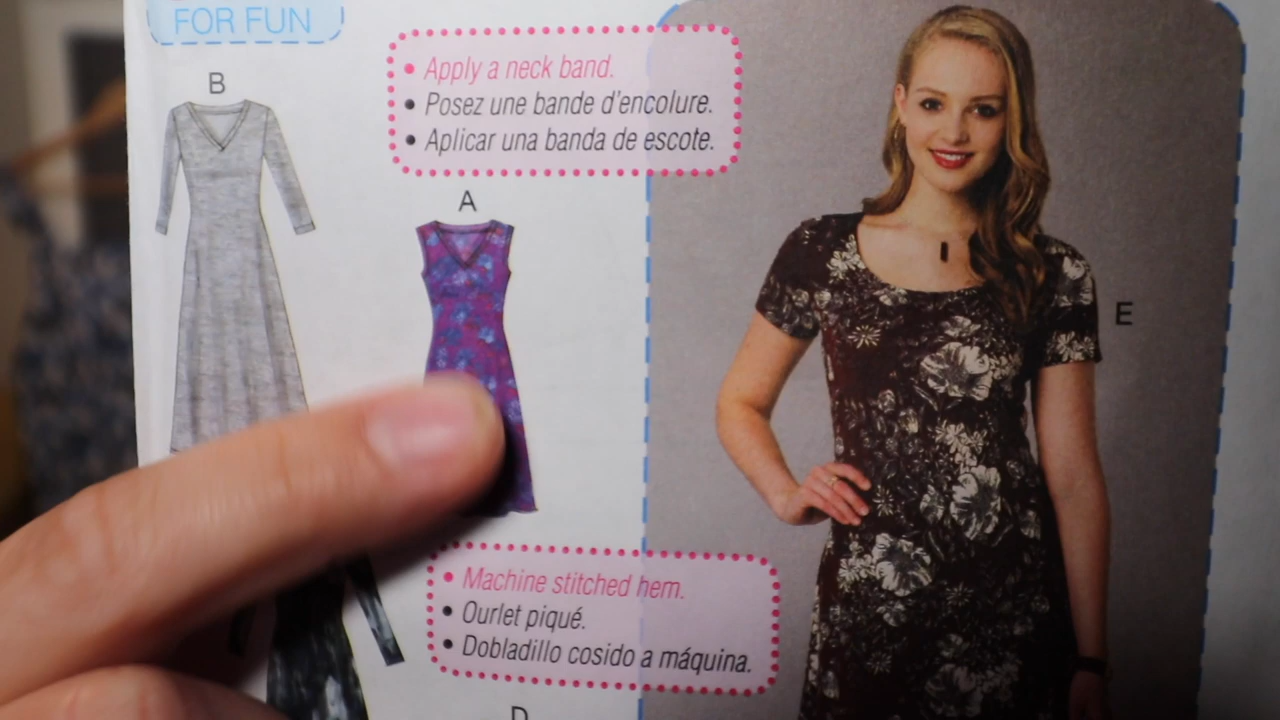 FOR FUN
B
• Apply a neck band.
• Posez une bande d'encolure.
• Aplicar una banda de escote.
A
E
• Machine stitched hem.
• Ourlet piqué.
• Dobladillo cosido a máquina.
D